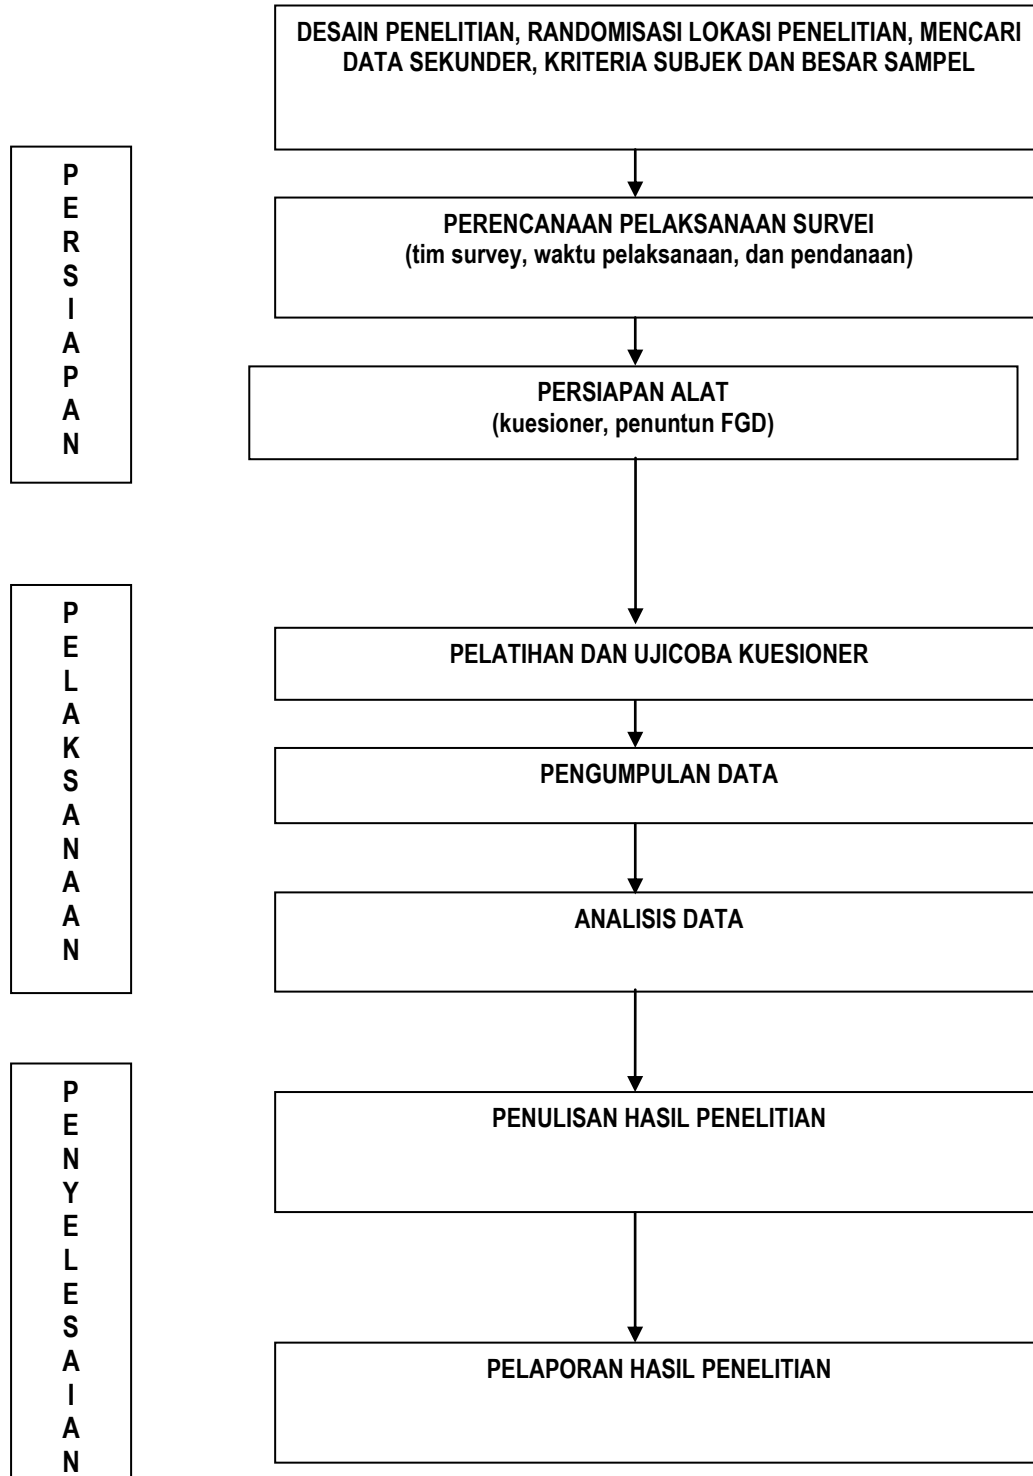 DESAIN PENELITIAN, RANDOMISASI LOKASI PENELITIAN, MENCARI
DATA SEKUNDER, KRITERIA SUBJEK DAN BESAR SAMPEL
P
E
R
S
I
A
P
A
N
PERENCANAAN PELAKSANAAN SURVEI
(tim survey, waktu pelaksanaan, dan pendanaan)
PERSIAPAN ALAT
(kuesioner, penuntun FGD)
P
E
L
A
K
S
A
N
A
A
N
PELATIHAN DAN UJICOBA KUESIONER
PENGUMPULAN DATA
ANALISIS DATA
P
E
N
Y
E
L
E
S
A
I
A
N
PENULISAN HASIL PENELITIAN
PELAPORAN HASIL PENELITIAN